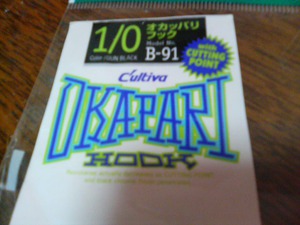 1/0
オカッパリ
フック
Model No.
B-91
with
CUTTING
POINT
Cultiva
OKAPARI
HOOK